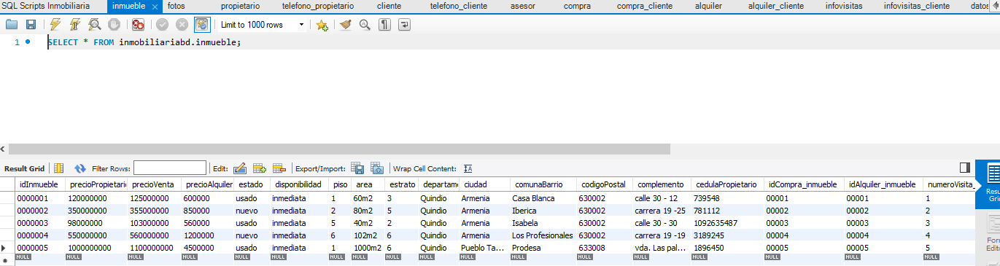 SQL Scripts Inmobiliaria inmueble fotos propietario telefono_propietario cliente telefono_cliente asesor compra compra_cliente alquiler alquiler_cliente infovisitas infovisitas_cliente datos
Limit to 1000 rows
1 SELECT * FROM inmobiliariabd.inmueble;
Result Grid Filter Rows: Edit: Export/Import: Wrap Cell Content:
idInmueble precioPropietari precioVenta precioAlquiler estado disponibilidad piso area estrato departame ciudad comunaBarrio codigoPostal complemento cedulaPropietario idCompra_inmueble idAlquiler_inmueble numeroVisita_
0000001 120000000 125000000 600000 usado inmediata 1 60m2 3 Quindio Armenia Casa Blanca 630002 calle 30 - 12 739548 00001 00001 1
0000002 350000000 355000000 850000 nuevo inmediata 2 80m2 5 Quindio Armenia Iberica 630002 carrera 19 -25 781112 00002 00002 2
0000003 98000000 103000000 560000 usado inmediata 5 40m2 2 Quindio Armenia Isabela 630002 calle 30 - 30 1092635487 00003 00003 3
0000004 550000000 560000000 1200000 nuevo inmediata 6 102m2 6 Quindio Armenia Los Profesionales 630002 carrera 19 -19 3189245 00004 00004 4
0000005 1000000000 1100000000 4500000 usado inmediata 1 1000m2 6 Quindio Pueblo Ta... Prodesa 633008 vda. Las pal... 1896450 00005 00005 5
NULL NULL NULL NULL NULL NULL NULL NULL NULL NULL NULL NULL NULL NULL NULL NULL NULL NULL
Resu
Grid
Form
Edito